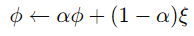 ϕ ← αϕ + (1 − α)ξ